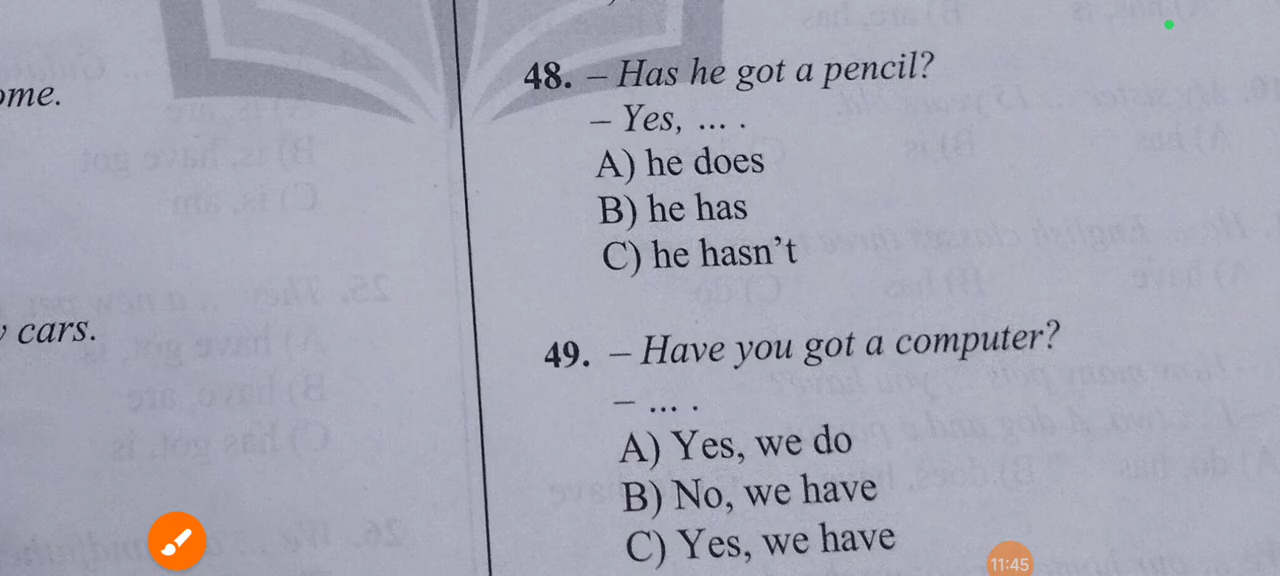 ome.
cars.
48. – Has he got a pencil?
– Yes, ... .
A) he does
B) he has
C) he hasn't
49. – Have you got a computer?
– ... .
A) Yes, we do
B) No, we have
C) Yes, we have
11:45